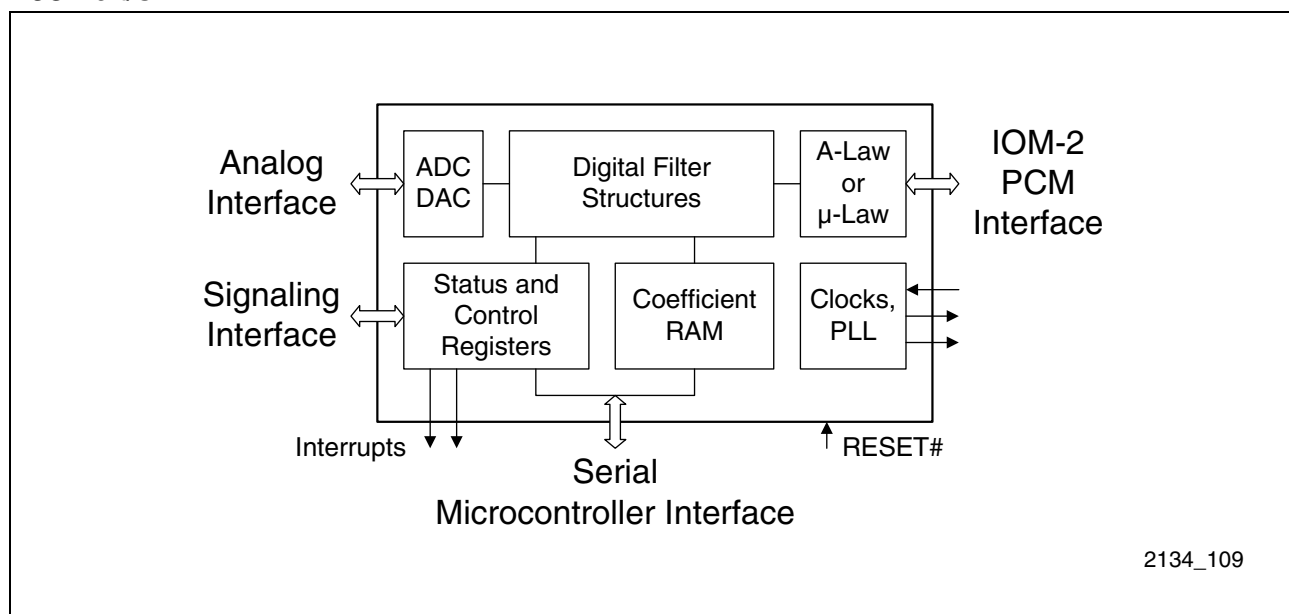 Analog
Interface
ADC
DAC
Digital Filter
Structures
A-Law
or
µ-Law
IOM-2
PCM
Interface
Signaling
Interface
Status and
Control
Registers
Coefficient
RAM
Clocks,
PLL
Interrupts
RESET#
Serial
Microcontroller Interface
2134_109